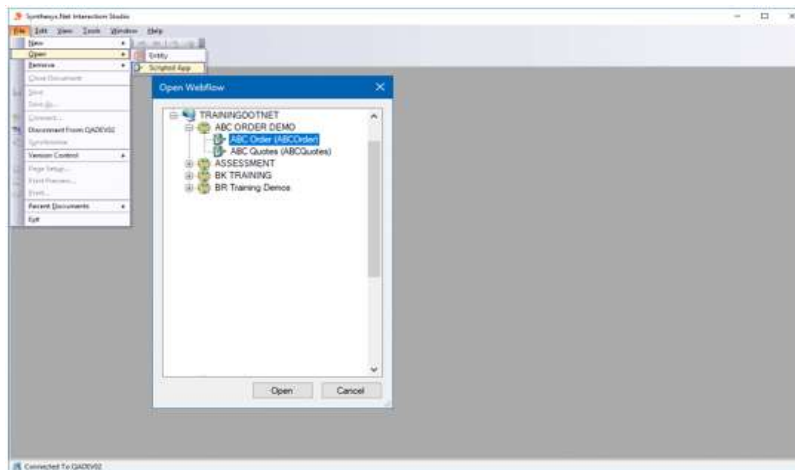 Synthesys.Net Interaction Studio
File Edit View Tools Window Help
New
Open
Remove
Close Document
Save
Save As...
Connect...
Disconnect From QADEV02
Synchronise
Version Control
Page Setup...
Print Preview...
Print...
Recent Documents
Exit
Entity
Scripted App
Open Webflow
TRAININGDOTNET
ABC ORDER DEMO
ABC Order (ABCOrder)
ABC Quotes (ABCQuotes)
ASSESSMENT
BK TRAINING
BR Training Demos
Open Cancel
Connected To QADEV02